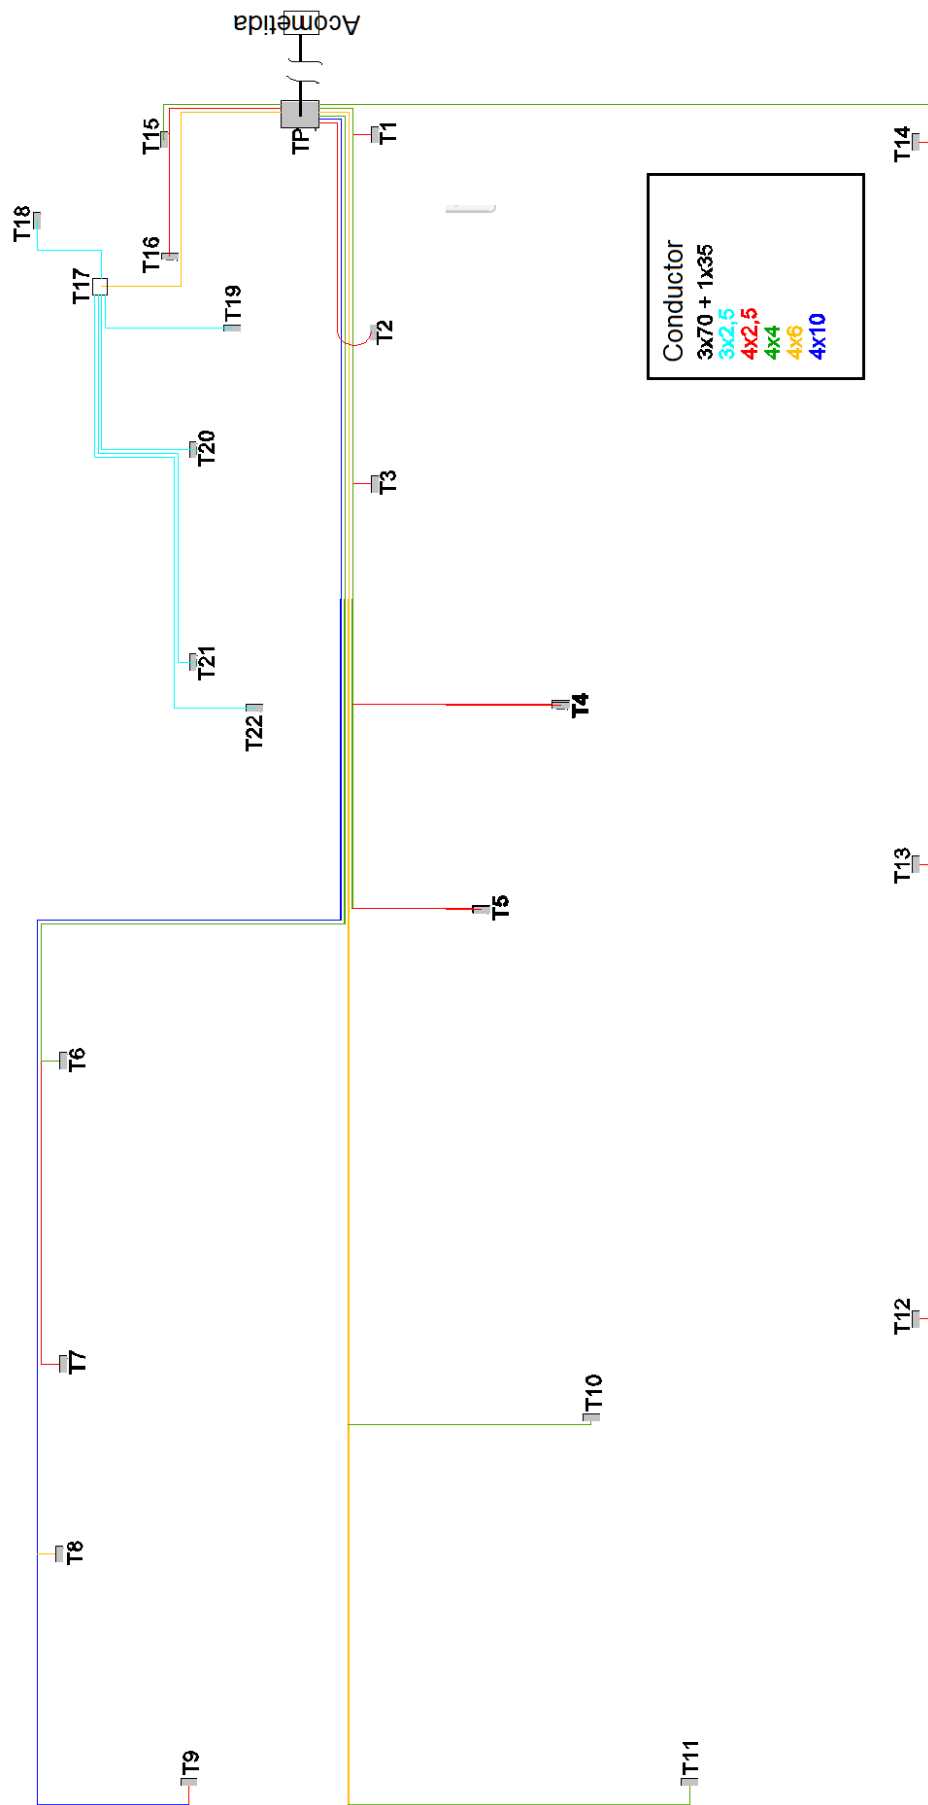 Acometida
TP
T15
T1
T14
T18
T16
T17
T19
T2
Conductor
3x70 + 1x35
3x2,5
4x2,5
4x4
4x6
4x10
T20
T3
T21
T22
T4
T13
T5
T6
T12
T7
T10
T8
T9
T11